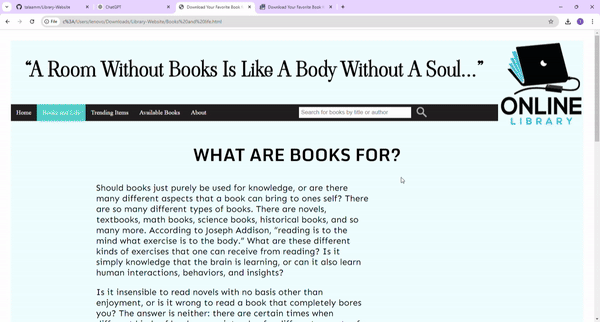 takeamm/Library-Website
ChatGPT
Download Your Favorite Book
Download Your Favorite Book
File
C:/Users/lenovo/Downloads/Library-Website/Books%20and%20life.html
“A Room Without Books Is Like A Body Without A Soul...”
Home
Books and Life
Trending Items
Available Books
About
Search for books by title or author
ONLINE
LIBRARY
WHAT ARE BOOKS FOR?
Should books just purely be used for knowledge, or are there
many different aspects that a book can bring to ones self? There
are so many different types of books. There are novels,
textbooks, math books, science books, historical books, and so
many more. According to Joseph Addison, “reading is to the
mind what exercise is to the body.” What are these different
kinds of exercises that one can receive from reading? Is it
simply knowledge that the brain is learning, or can it also learn
human interactions, behaviors, and insights?
Is it insensible to read novels with no basis other than
enjoyment, or is it wrong to read a book that completely bores
you? The answer is neither: there are certain times when